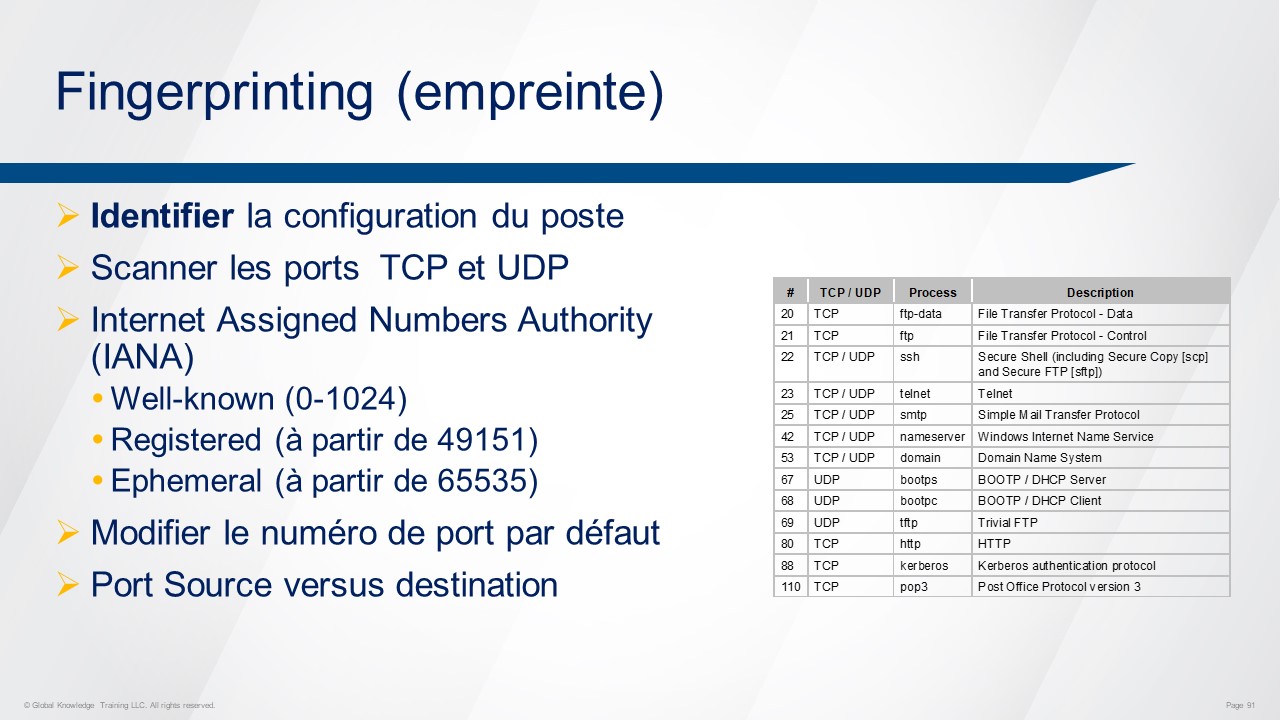 Fingerprinting (empreinte)
Identifier la configuration du poste
Scanner les ports TCP et UDP
Internet Assigned Numbers Authority
(IANA)
Well-known (0-1024)
Registered (à partir de 49151)
Ephemeral (à partir de 65535)
Modifier le numéro de port par défaut
Port Source versus destination
# TCP / UDP Process Description
20 TCP ftp-data File Transfer Protocol - Data
21 TCP ftp File Transfer Protocol - Control
22 TCP / UDP ssh Secure Shell (including Secure Copy [scp]
and Secure FTP [sftp])
23 TCP / UDP telnet Telnet
25 TCP / UDP smtp Simple Mail Transfer Protocol
42 TCP / UDP nameserver Windows Internet Name Service
53 TCP / UDP domain Domain Name System
67 UDP bootps BOOTP / DHCP Server
68 UDP bootpc BOOTP / DHCP Client
69 UDP tftp Trivial FTP
80 TCP http HTTP
88 TCP kerberos Kerberos authentication protocol
110 TCP pop3 Post Office Protocol version 3
© Global Knowledge Training LLC. All rights reserved.
Page 91